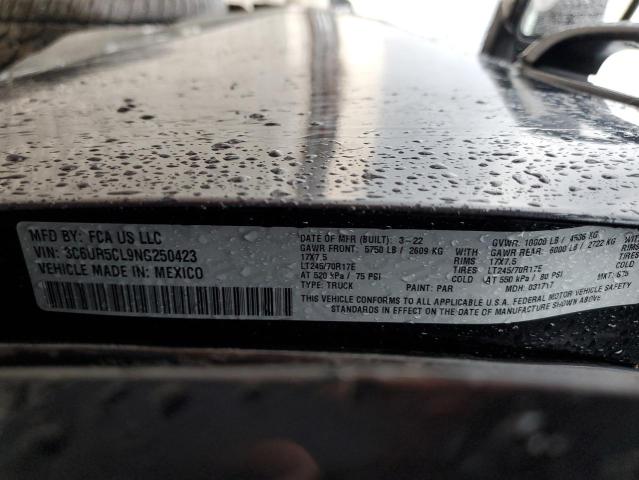 MFD BY: FCA US LLC
VIN: 3C6UR5CL9NG250423
VEHICLE MADE IN: MEXICO
DATE OF MFR (BUILT): 3-22
GAWR FRONT: 5750 LB / 2609 KG WITH
17X7.5 RIMS
LT245/70R17E TIRES
AT 520 kPa / 75 PSI COLD
TYPE: TRUCK PAINT: PAR
GVWR: 10000 LB / 4536 KG
GAWR REAR: 6000 LB / 2722 KG WITH
17X7.5 RIMS
LT245/70R17E TIRES
AT 550 kPa / 80 PSI COLD
MDH: 031717
THIS VEHICLE CONFORMS TO ALL APPLICABLE U.S.A. FEDERAL MOTOR VEHICLE SAFETY
STANDARDS IN EFFECT ON THE DATE OF MANUFACTURE SHOWN ABOVE